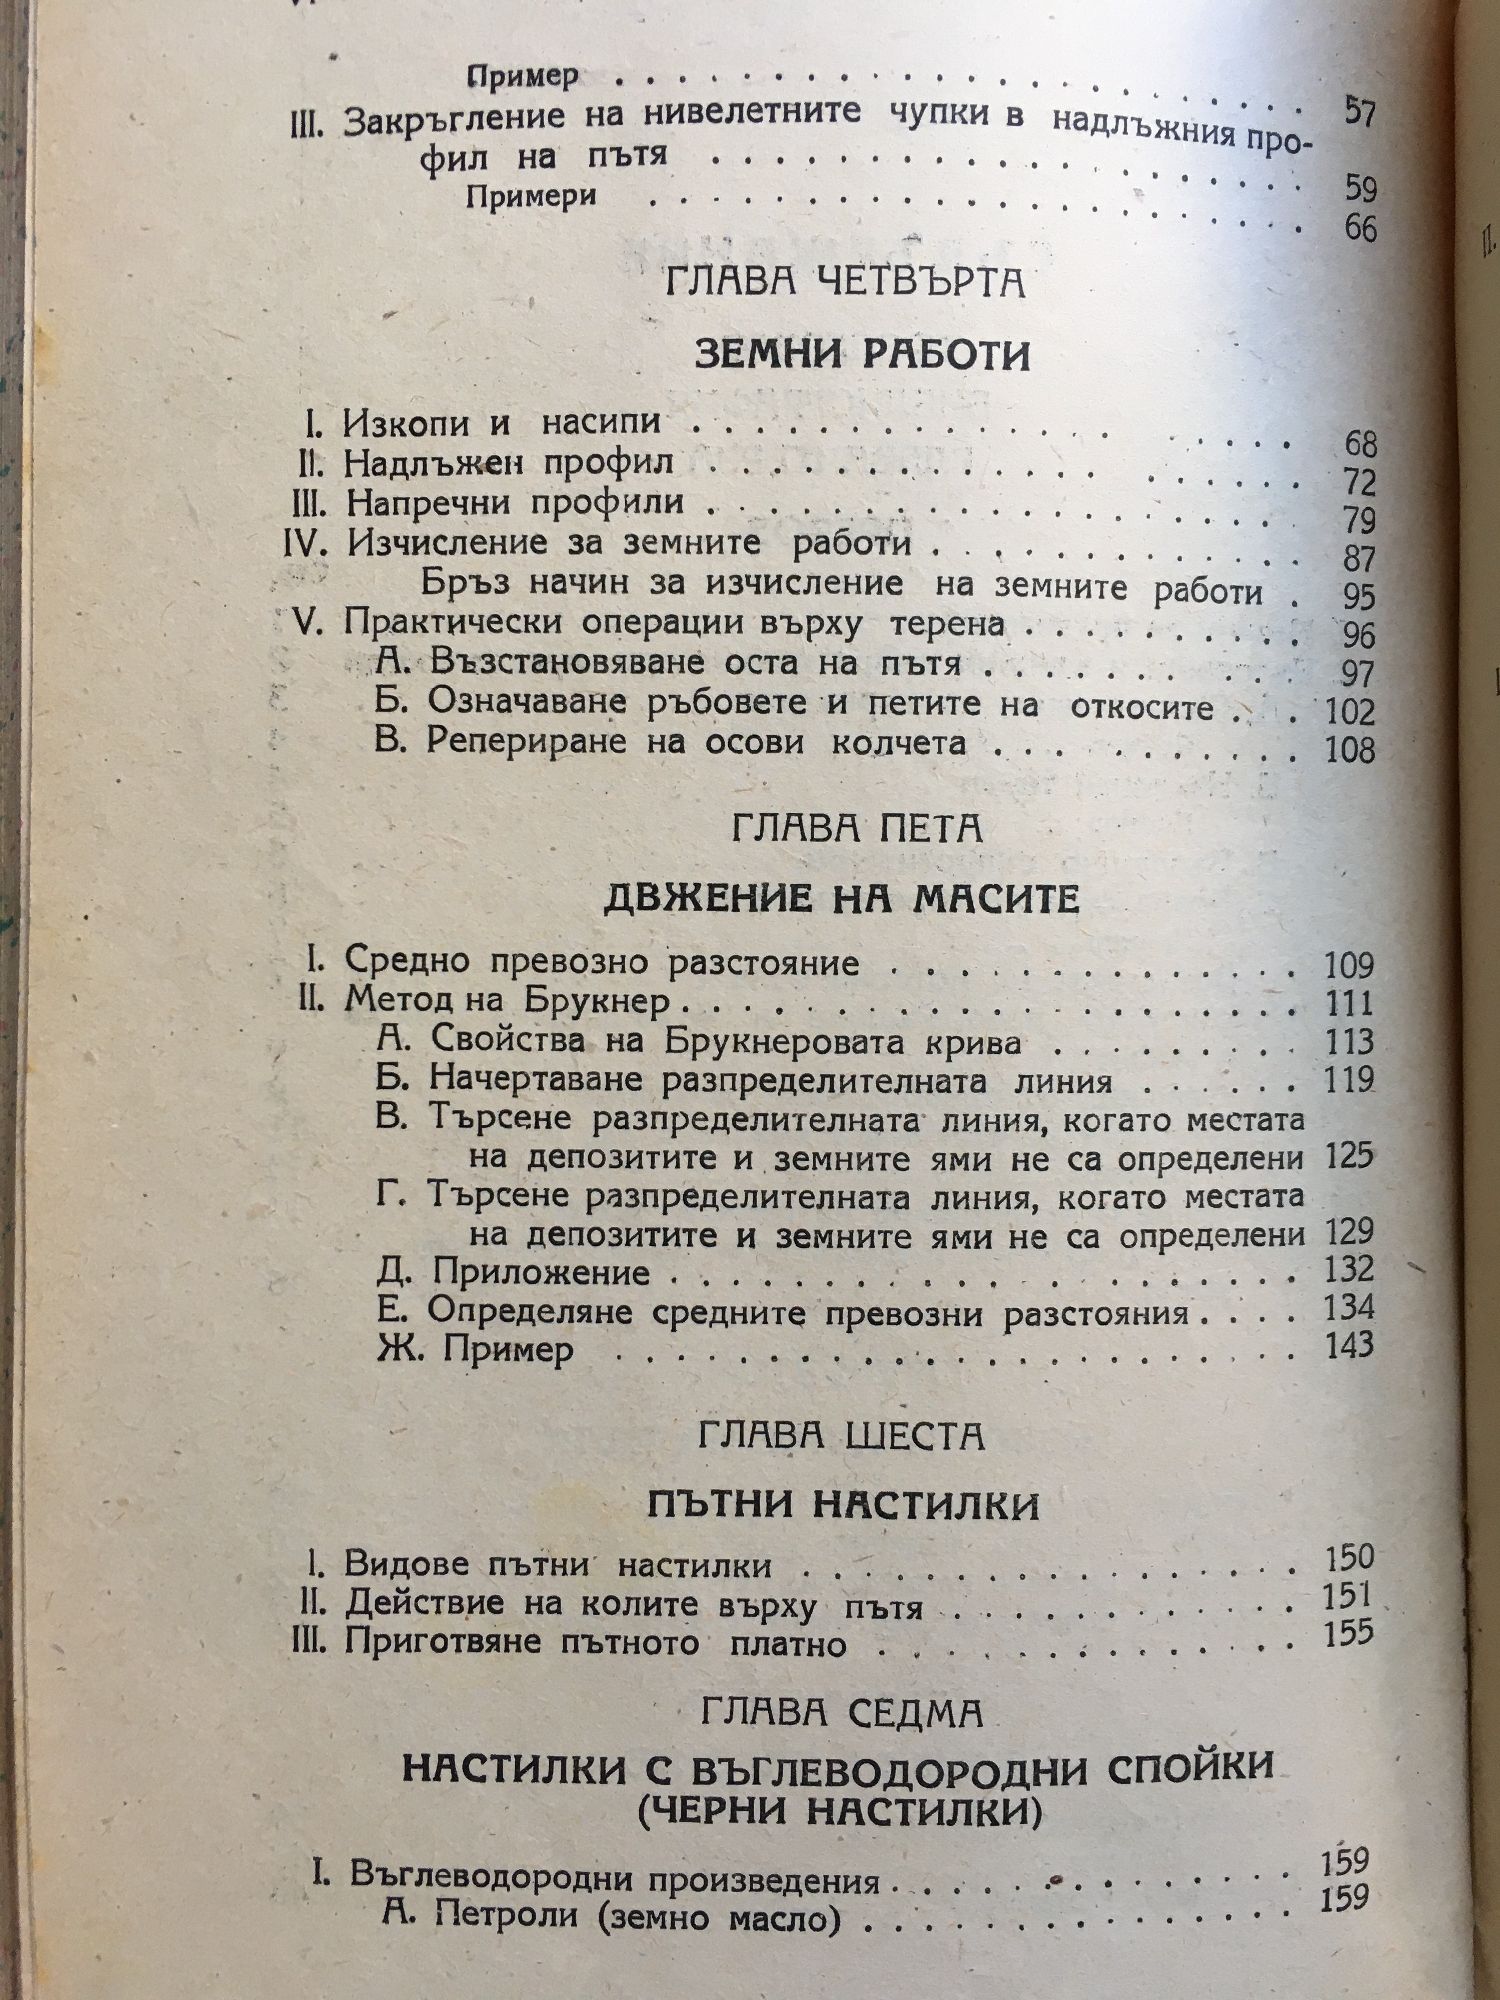 Пример . . . . . . . . . . . . . . . . . . . . . 57
III. Закръгление на нивелетните чупки в надлъжния про-
фил на пътя . . . . . . . . . . . . . . . . . . 59
Примери . . . . . . . . . . . . . . . . . . . . 66
ГЛАВА ЧЕТВЪРТА
ЗЕМНИ РАБОТИ
I. Изкопи и насипи . . . . . . . . . . . . . . . . . 68
II. Надлъжен профил . . . . . . . . . . . . . . . . . 72
III. Напречни профили . . . . . . . . . . . . . . . . . 79
IV. Изчисление за земните работи . . . . . . . . . . . 87
Бръз начин за изчисление на земните работи . 95
V. Практически операции върху терена . . . . . . . . . 96
А. Възстановяване оста на пътя . . . . . . . . . . 97
Б. Означаване ръбовете и петите на откосите . . . 102
В. Репериране на осови колчета . . . . . . . . . . 108
ГЛАВА ПЕТА
ДВЖЕНИЕ НА МАСИТЕ
I. Средно превозно разстояние . . . . . . . . . . . . 109
II. Метод на Брукнер . . . . . . . . . . . . . . . . . 111
А. Свойства на Брукнеровата крива . . . . . . . . 113
Б. Начертаване разпределителната линия . . . . . . 119
В. Търсене разпределителната линия, когато местата
на депозитите и земните ями не са определени 125
Г. Търсене разпределителната линия, когато местата
на депозитите и земните ями не са определени 129
Д. Приложение . . . . . . . . . . . . . . . . . . 132
Е. Определяне средните превозни разстояния . . . . 134
Ж. Пример . . . . . . . . . . . . . . . . . . . . 143
ГЛАВА ШЕСТА
ПЪТНИ НАСТИЛКИ
I. Видове пътни настилки . . . . . . . . . . . . . . 150
II. Действие на колите върху пътя . . . . . . . . . . . 151
III. Приготвяне пътното платно . . . . . . . . . . . . . 155
ГЛАВА СЕДМА
НАСТИЛКИ С ВЪГЛЕВОДОРОДНИ СПОЙКИ
(ЧЕРНИ НАСТИЛКИ)
I. Въглеводородни произведения . . . . . . . . . . . . 159
А. Петроли (земно масло) . . . . . . . . . . . . . 159